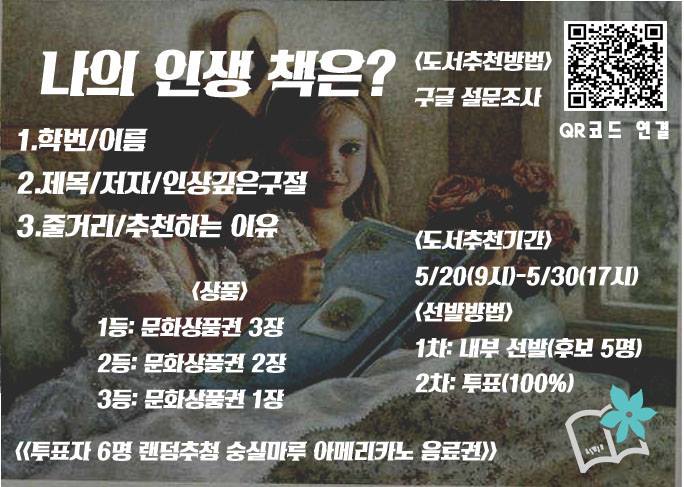 나의 인생 책은?
1.학번/이름
2.제목/저자/인상깊은구절
3.줄거리/추천하는 이유
<상품>
1등: 문화상품권 3장
2등: 문화상품권 2장
3등: 문화상품권 1장
<도서추천방법>
구글 설문조사
QR코드 연결
<도서추천기간>
5/20(9시)-5/30(17시)
<선발방법>
1차: 내부 선발(후보 5명)
2차: 투표(100%)
<<투표자 6명 랜덤추첨 숭실마루 아메리카노 음료권>>